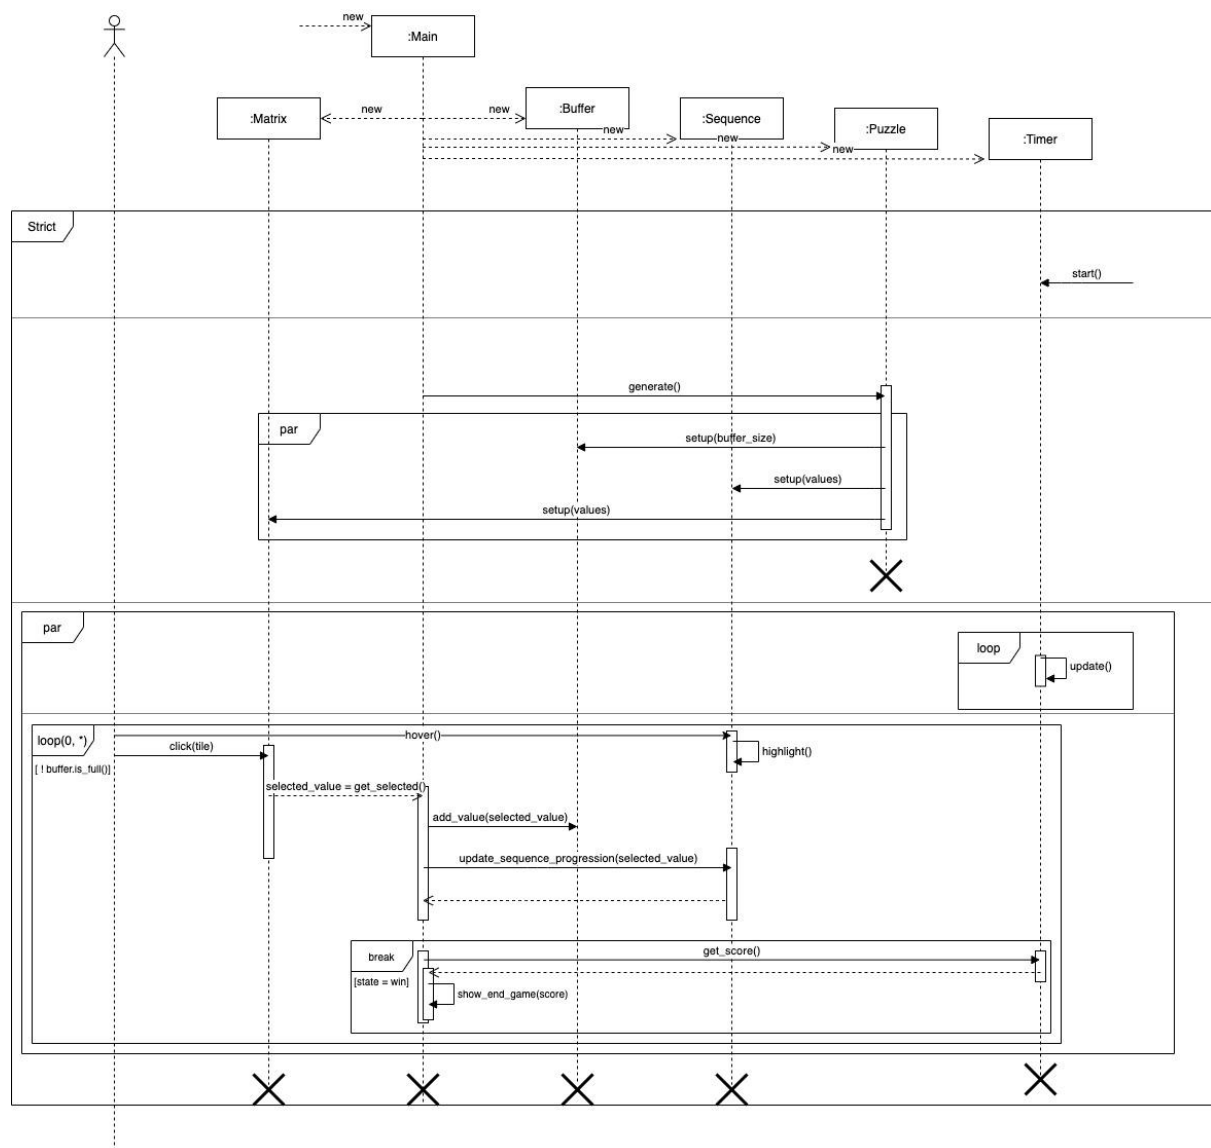 new
:Main
:Matrix
new
new
:Buffer
new
:Sequence
new
:Puzzle
new
:Timer
Strict
start()
generate()
par
setup(buffer_size)
setup(values)
setup(values)
par
loop
update()
loop(0, *)
hover()
click(tile)
highlight()
[ ! buffer.is_full()]
selected_value = get_selected()
add_value(selected_value)
update_sequence_progression(selected_value)
break
get_score()
[state = win]
show_end_game(score)